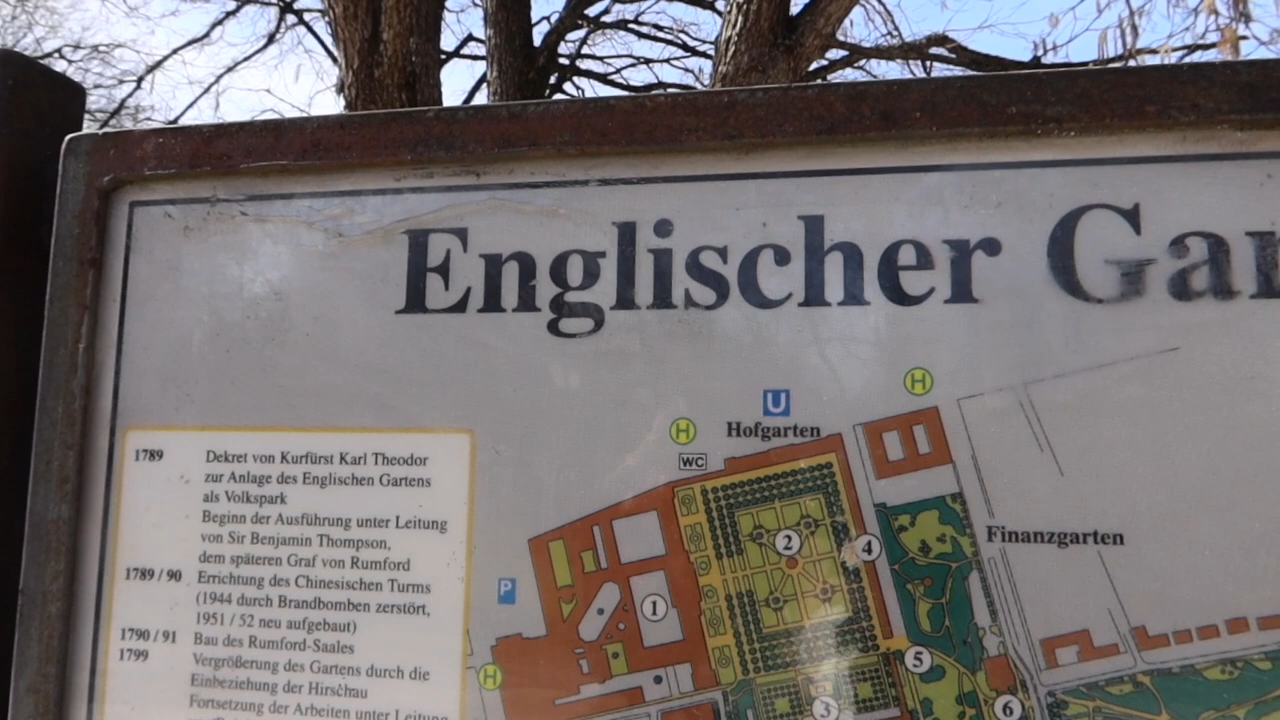 Englischer Gar
1789 Dekret von Kurfürst Karl Theodor
zur Anlage des Englischen Gartens
als Volkspark
Beginn der Ausführung unter Leitung
von Sir Benjamin Thompson,
dem späteren Graf von Rumford
1789 / 90 Errichtung des Chinesischen Turms
(1944 durch Brandbomben zerstört,
1951 / 52 neu aufgebaut)
1790 / 91 Bau des Rumford-Saales
1799 Vergrößerung des Gartens durch die
Einbeziehung der Hirschau
Fortsetzung der Arbeiten unter Leitung
H
U
H
Hofgarten
WC
Finanzgarten
2
4
P
1
5
H
3
6